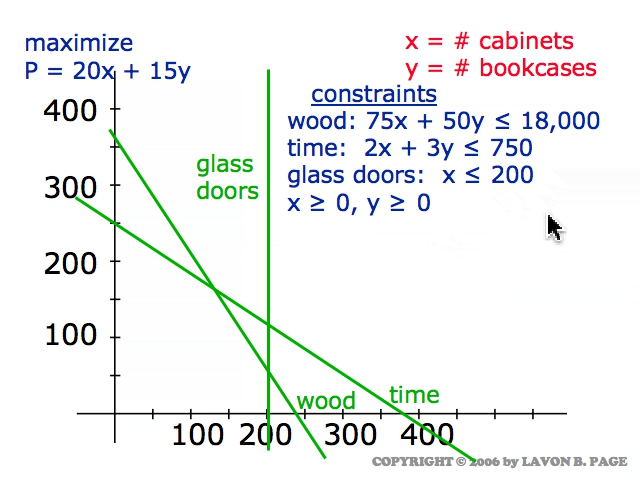 maximize
P = 20x + 15y
x = # cabinets
y = # bookcases
constraints
wood: 75x + 50y ≤ 18,000
time: 2x + 3y ≤ 750
glass doors: x ≤ 200
x ≥ 0, y ≥ 0
glass
doors
400
300
200
100
wood
time
100 200 300 400
COPYRIGHT © 2006 by LAVON B. PAGE